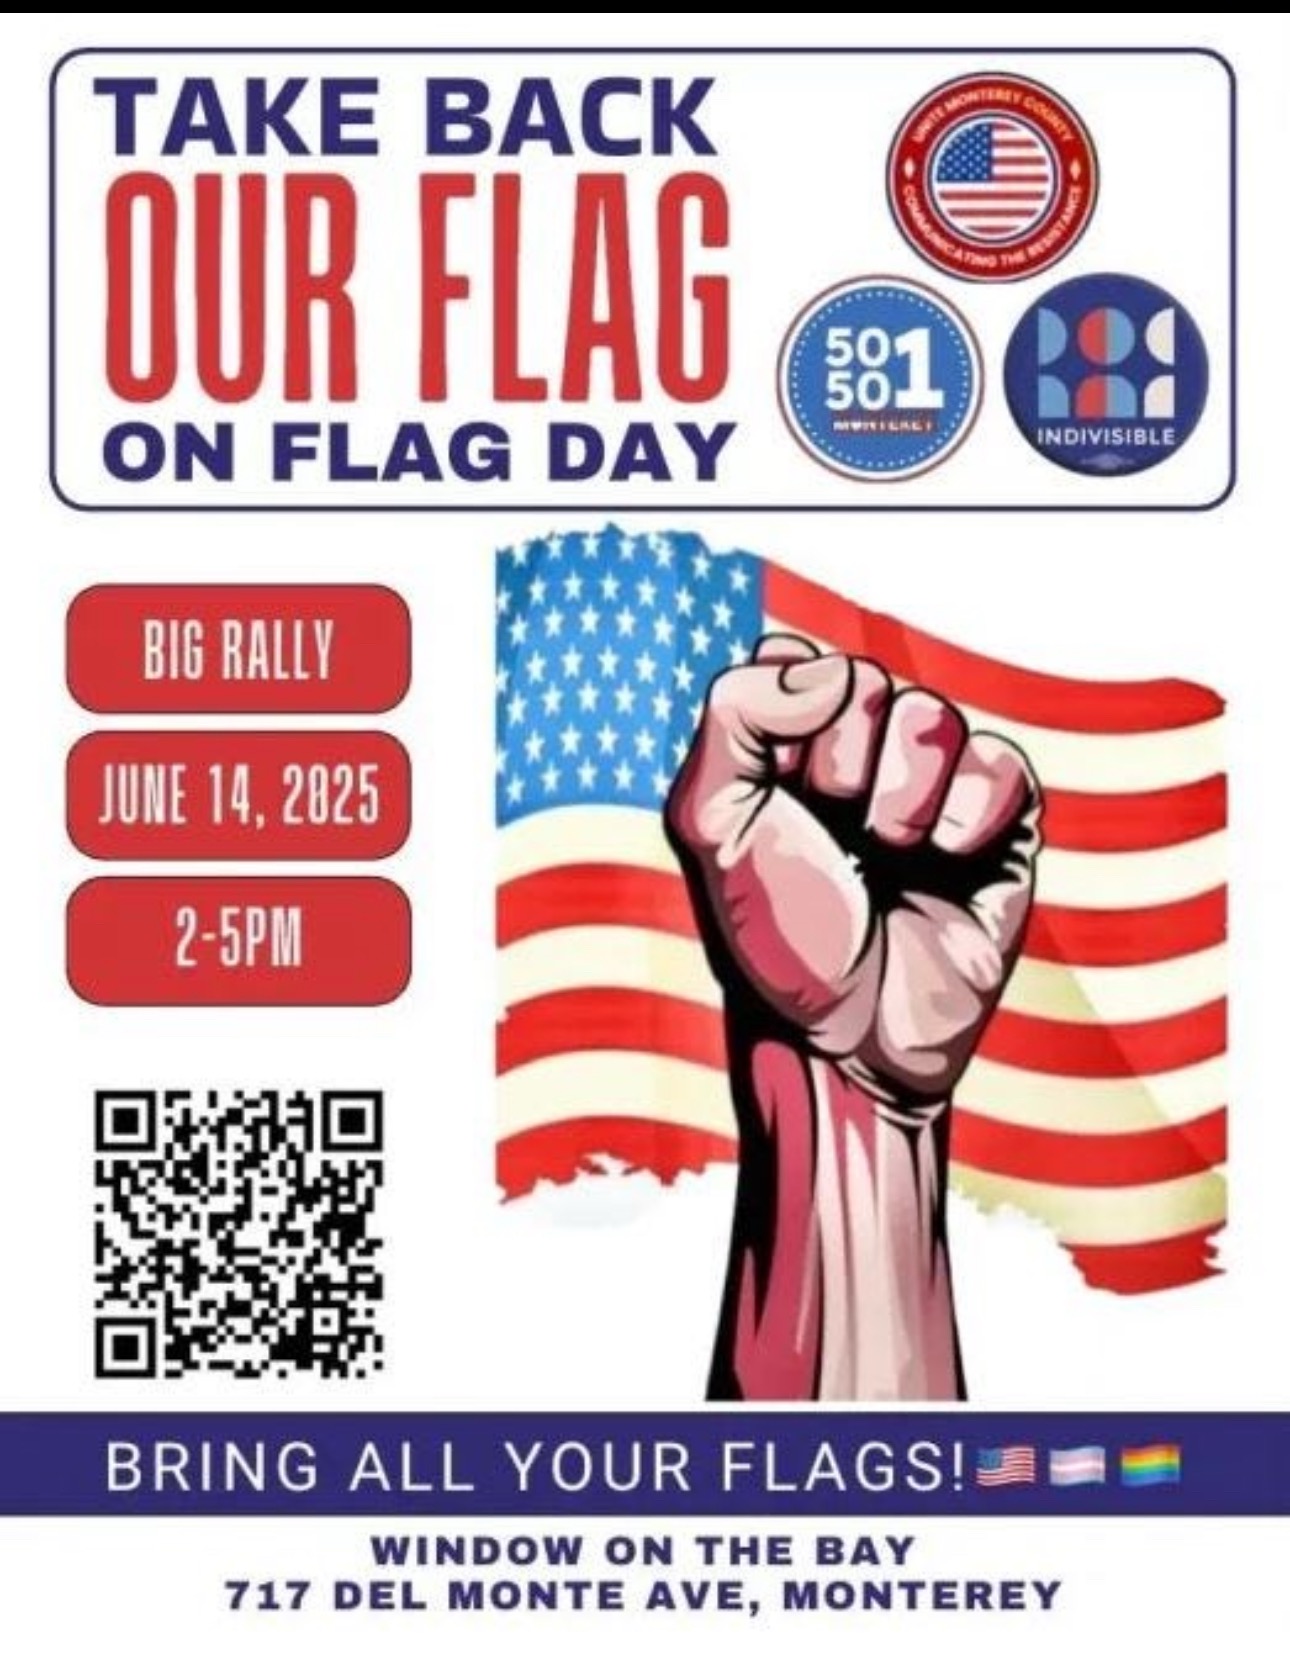 TAKE BACK
OUR FLAG
ON FLAG DAY
UNITE MONTEREY COUNTY
COMMUNICATING THE RESISTANCE
50
50
1
MONTEREY
INDIVISIBLE
BIG RALLY
JUNE 14, 2025
2-5PM
BRING ALL YOUR FLAGS!
WINDOW ON THE BAY
717 DEL MONTE AVE, MONTEREY